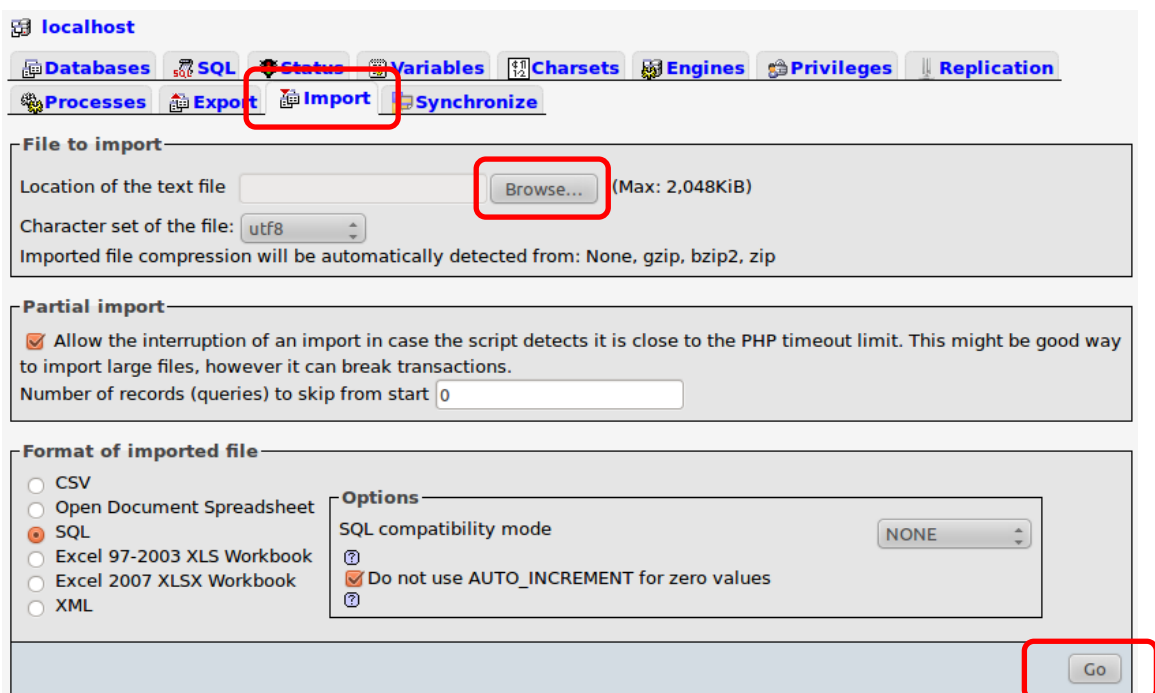 localhost
Databases SQL Status Variables Charsets Engines Privileges Replication
Processes Export Import Synchronize
File to import
Location of the text file Browse... (Max: 2,048KiB)
Character set of the file: utf8
Imported file compression will be automatically detected from: None, gzip, bzip2, zip
Partial import
Allow the interruption of an import in case the script detects it is close to the PHP timeout limit. This might be good way
to import large files, however it can break transactions.
Number of records (queries) to skip from start 0
Format of imported file
CSV
Open Document Spreadsheet
SQL
Excel 97-2003 XLS Workbook
Excel 2007 XLSX Workbook
XML
Options
SQL compatibility mode NONE
Do not use AUTO_INCREMENT for zero values
Go